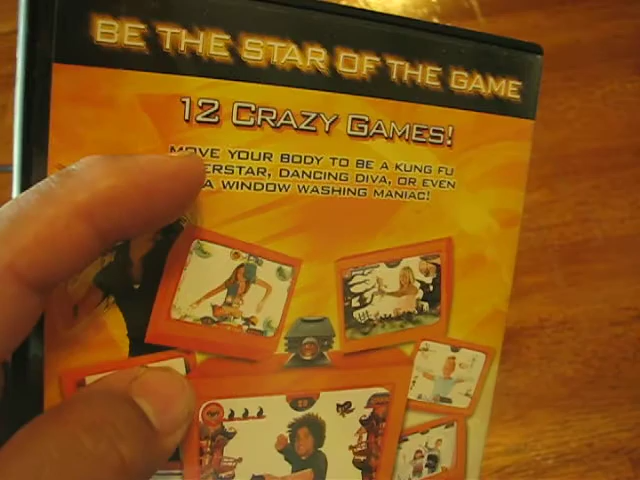 BE THE STAR OF THE GAME
12 CRAZY GAMES!
MOVE YOUR BODY TO BE A KUNG FU
ERSTAR, DANCING DIVA, OR EVEN
A WINDOW WASHING MANIAC!